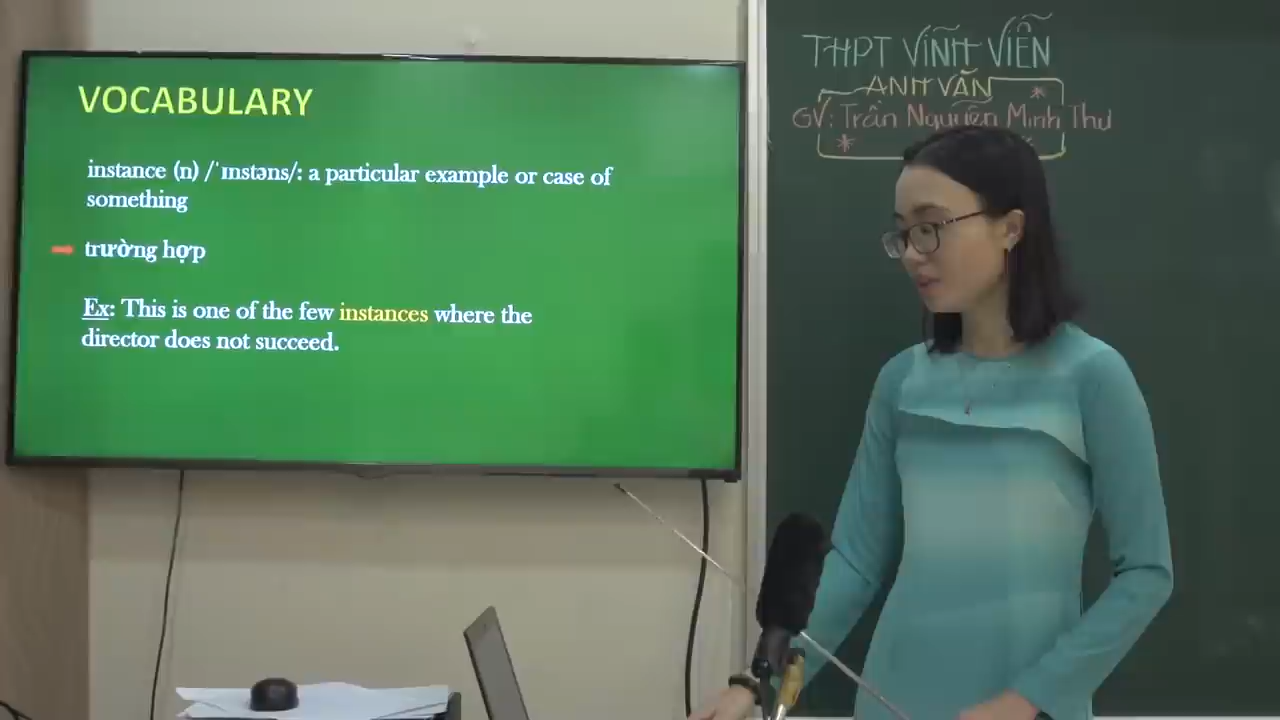 VOCABULARY
instance (n) /ˈɪnstəns/: a particular example or case of
something
trường hợp
Ex: This is one of the few instances where the
director does not succeed.
THPT VĨNH VIỄN
ANH VĂN
GV: Trần Nguyễn Minh Thư